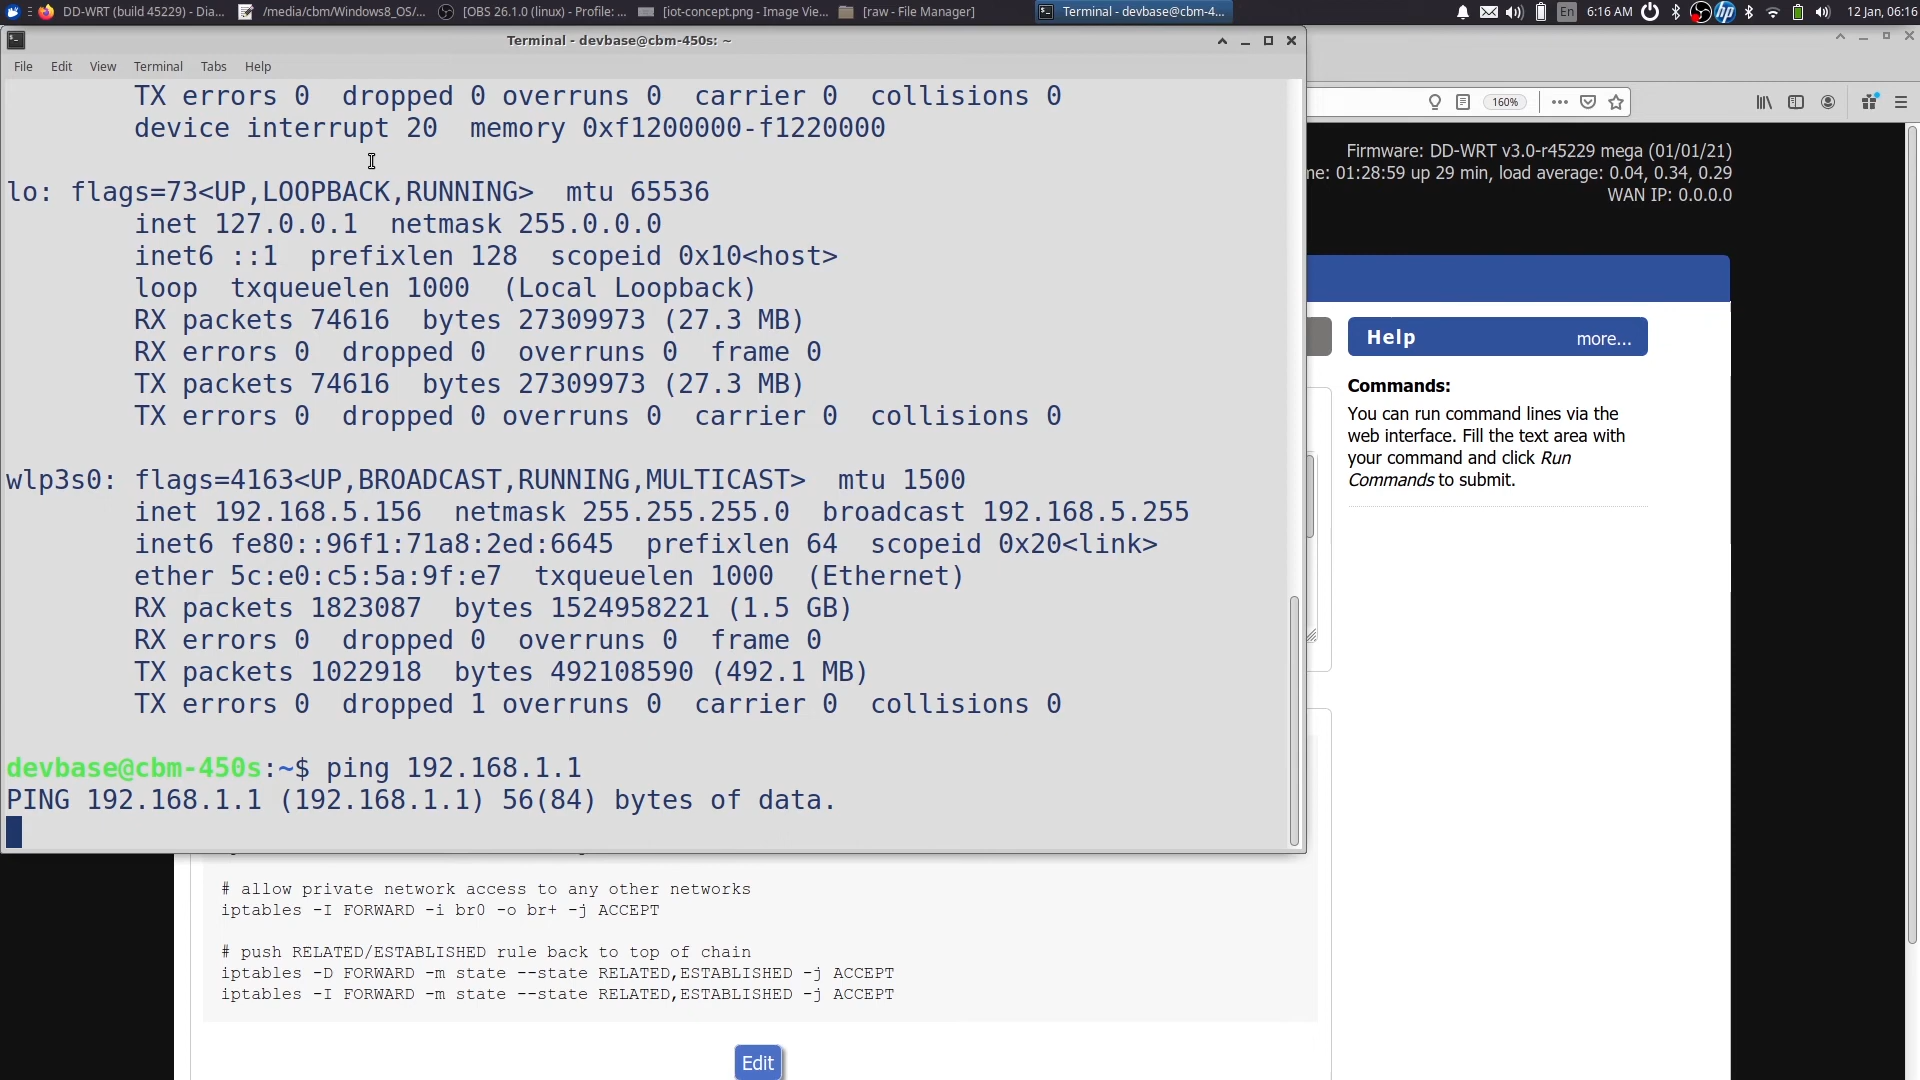 DD-WRT (build 45229) - Dia...
/media/cbm/Windows8_OS/...
[OBS 26.1.0 (linux) - Profile: ...
[iot-concept.png - Image Vie...
[raw - File Manager]
Terminal - devbase@cbm-4...
En
6:16 AM
hp
12 Jan, 06:16
Terminal - devbase@cbm-450s: ~
File Edit View Terminal Tabs Help
TX errors 0  dropped 0 overruns 0  carrier 0  collisions 0
device interrupt 20  memory 0xf1200000-f1220000
lo: flags=73<UP,LOOPBACK,RUNNING>  mtu 65536
inet 127.0.0.1  netmask 255.0.0.0
inet6 ::1  prefixlen 128  scopeid 0x10<host>
loop  txqueuelen 1000  (Local Loopback)
RX packets 74616  bytes 27309973 (27.3 MB)
RX errors 0  dropped 0  overruns 0  frame 0
TX packets 74616  bytes 27309973 (27.3 MB)
TX errors 0  dropped 0 overruns 0  carrier 0  collisions 0
wlp3s0: flags=4163<UP,BROADCAST,RUNNING,MULTICAST>  mtu 1500
inet 192.168.5.156  netmask 255.255.255.0  broadcast 192.168.5.255
inet6 fe80::96f1:71a8:2ed:6645  prefixlen 64  scopeid 0x20<link>
ether 5c:e0:c5:5a:9f:e7  txqueuelen 1000  (Ethernet)
RX packets 1823087  bytes 1524958221 (1.5 GB)
RX errors 0  dropped 0  overruns 0  frame 0
TX packets 1022918  bytes 492108590 (492.1 MB)
TX errors 0  dropped 1 overruns 0  carrier 0  collisions 0
devbase@cbm-450s:~$ ping 192.168.1.1
PING 192.168.1.1 (192.168.1.1) 56(84) bytes of data.
160%
Firmware: DD-WRT v3.0-r45229 mega (01/01/21)
ne: 01:28:59 up 29 min, load average: 0.04, 0.34, 0.29
WAN IP: 0.0.0.0
Help
more...
Commands:
You can run command lines via the
web interface. Fill the text area with
your command and click Run
Commands to submit.
# allow private network access to any other networks
iptables -I FORWARD -i br0 -o br+ -j ACCEPT
# push RELATED/ESTABLISHED rule back to top of chain
iptables -D FORWARD -m state --state RELATED,ESTABLISHED -j ACCEPT
iptables -I FORWARD -m state --state RELATED,ESTABLISHED -j ACCEPT
Edit